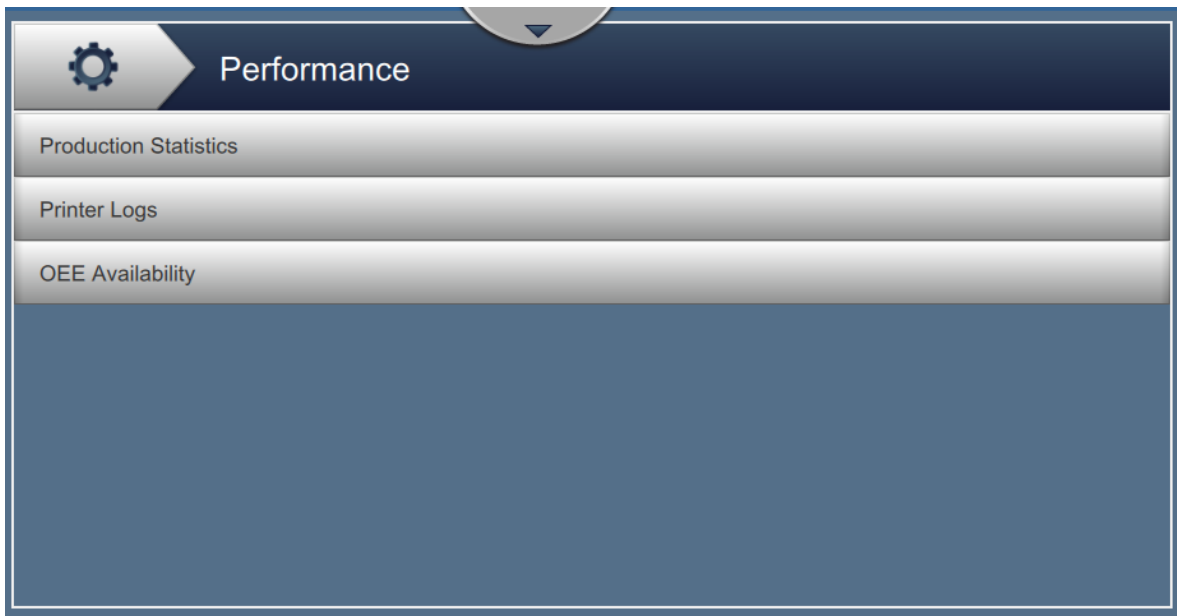 Performance
Production Statistics
Printer Logs
OEE Availability